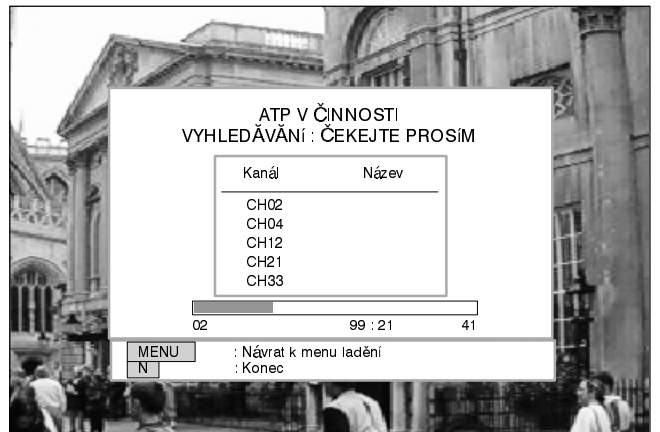 ATP V ČINNOSTI
VYHLEDĂVĂNí : ČEKEJTE PROSíM
Kanál Název
CH02
CH04
CH12
CH21
CH33
02 99 : 21 41
MENU : Návrat k menu ladění
N : Konec